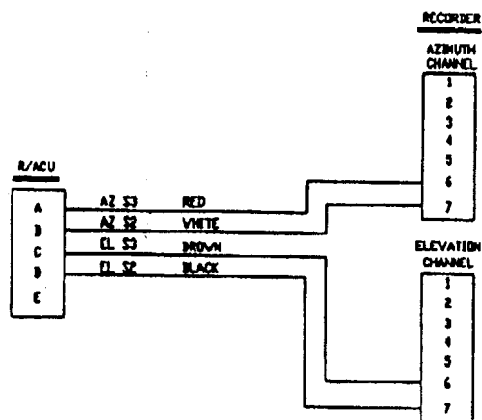 RECORDER
AZIMUTH
CHANNEL
1
2
3
4
5
6
7
R/ACU
A
B
C
D
E
AZ S3 RED
AZ S2 WHITE
EL S3 BROWN
EL S2 BLACK
ELEVATION
CHANNEL
1
2
3
4
5
6
7